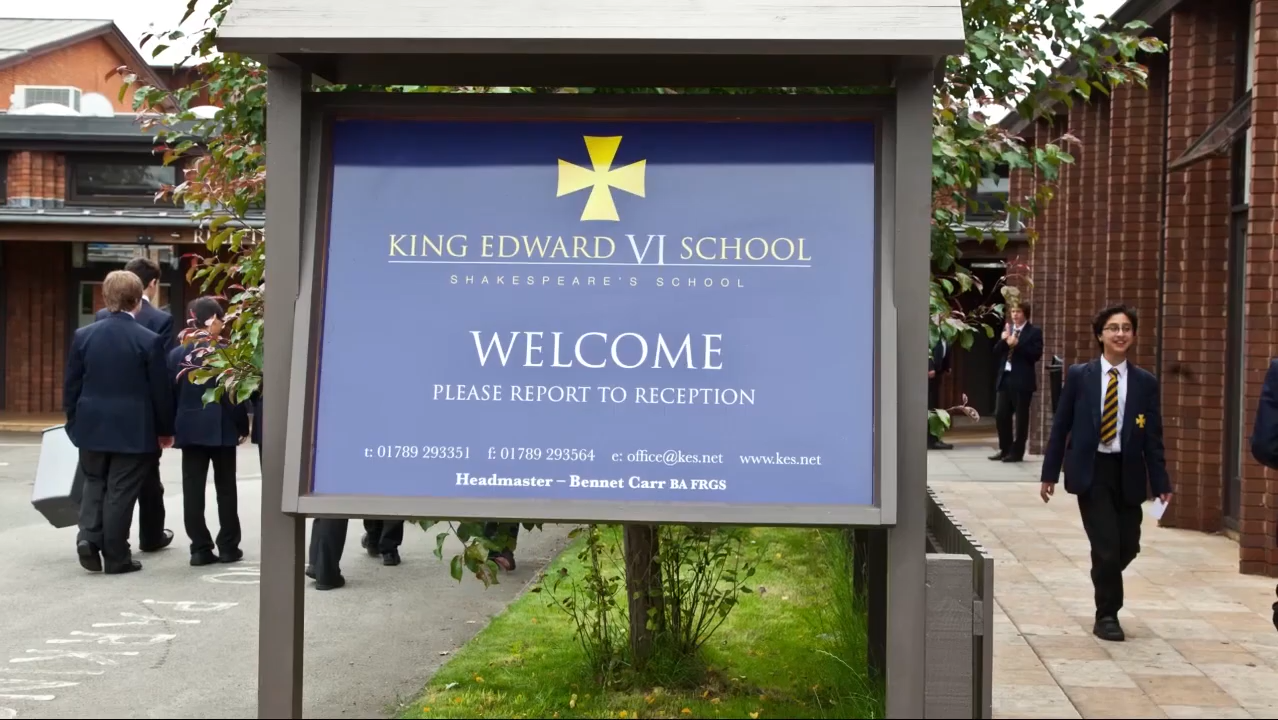 KING EDWARD VI SCHOOL
SHAKESPEARE'S SCHOOL
WELCOME
PLEASE REPORT TO RECEPTION
t: 01789 293351 f: 01789 293564 e: office@kes.net www.kes.net
Headmaster – Bennet Carr BA FRGS